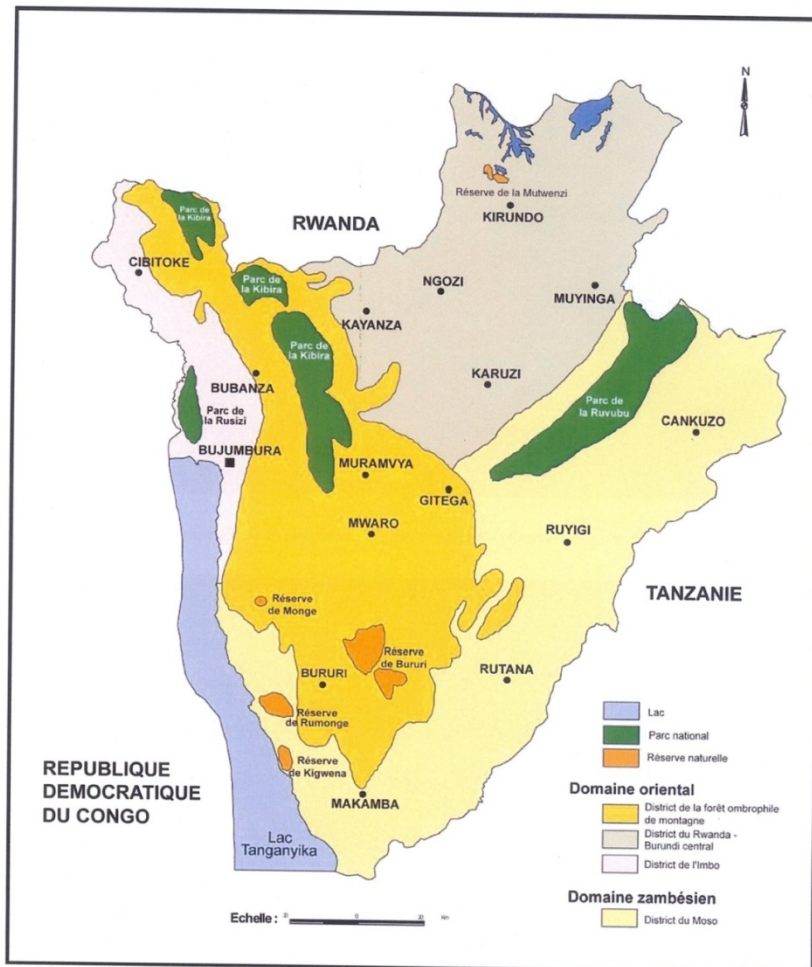 N
Réserve de la Mutwenzi
KIRUNDO
Parc de
la Kibira
RWANDA
CIBITOKE
Parc de
la Kibira
NGOZI
MUYINGA
KAYANZA
Parc de
la Kibira
KARUZI
BUBANZA
Parc de
la Rusizi
Parc de
la Ruvubu
CANKUZO
BUJUMBURA
MURAMVYA
GITEGA
MWARO
RUYIGI
TANZANIE
Réserve
de Monge
Réserve
de Bururi
BURURI
RUTANA
Réserve
de Rumonge
Réserve
de Kigwena
MAKAMBA
REPUBLIQUE
DEMOCRATIQUE
DU CONGO
Lac
Tanganyika
Lac
Parc national
Réserve naturelle
Domaine oriental
District de la forêt ombrophile
de montagne
District du Rwanda -
Burundi central
District de l'Imbo
Domaine zambésien
District du Moso
Echelle : 20 0 20 Km